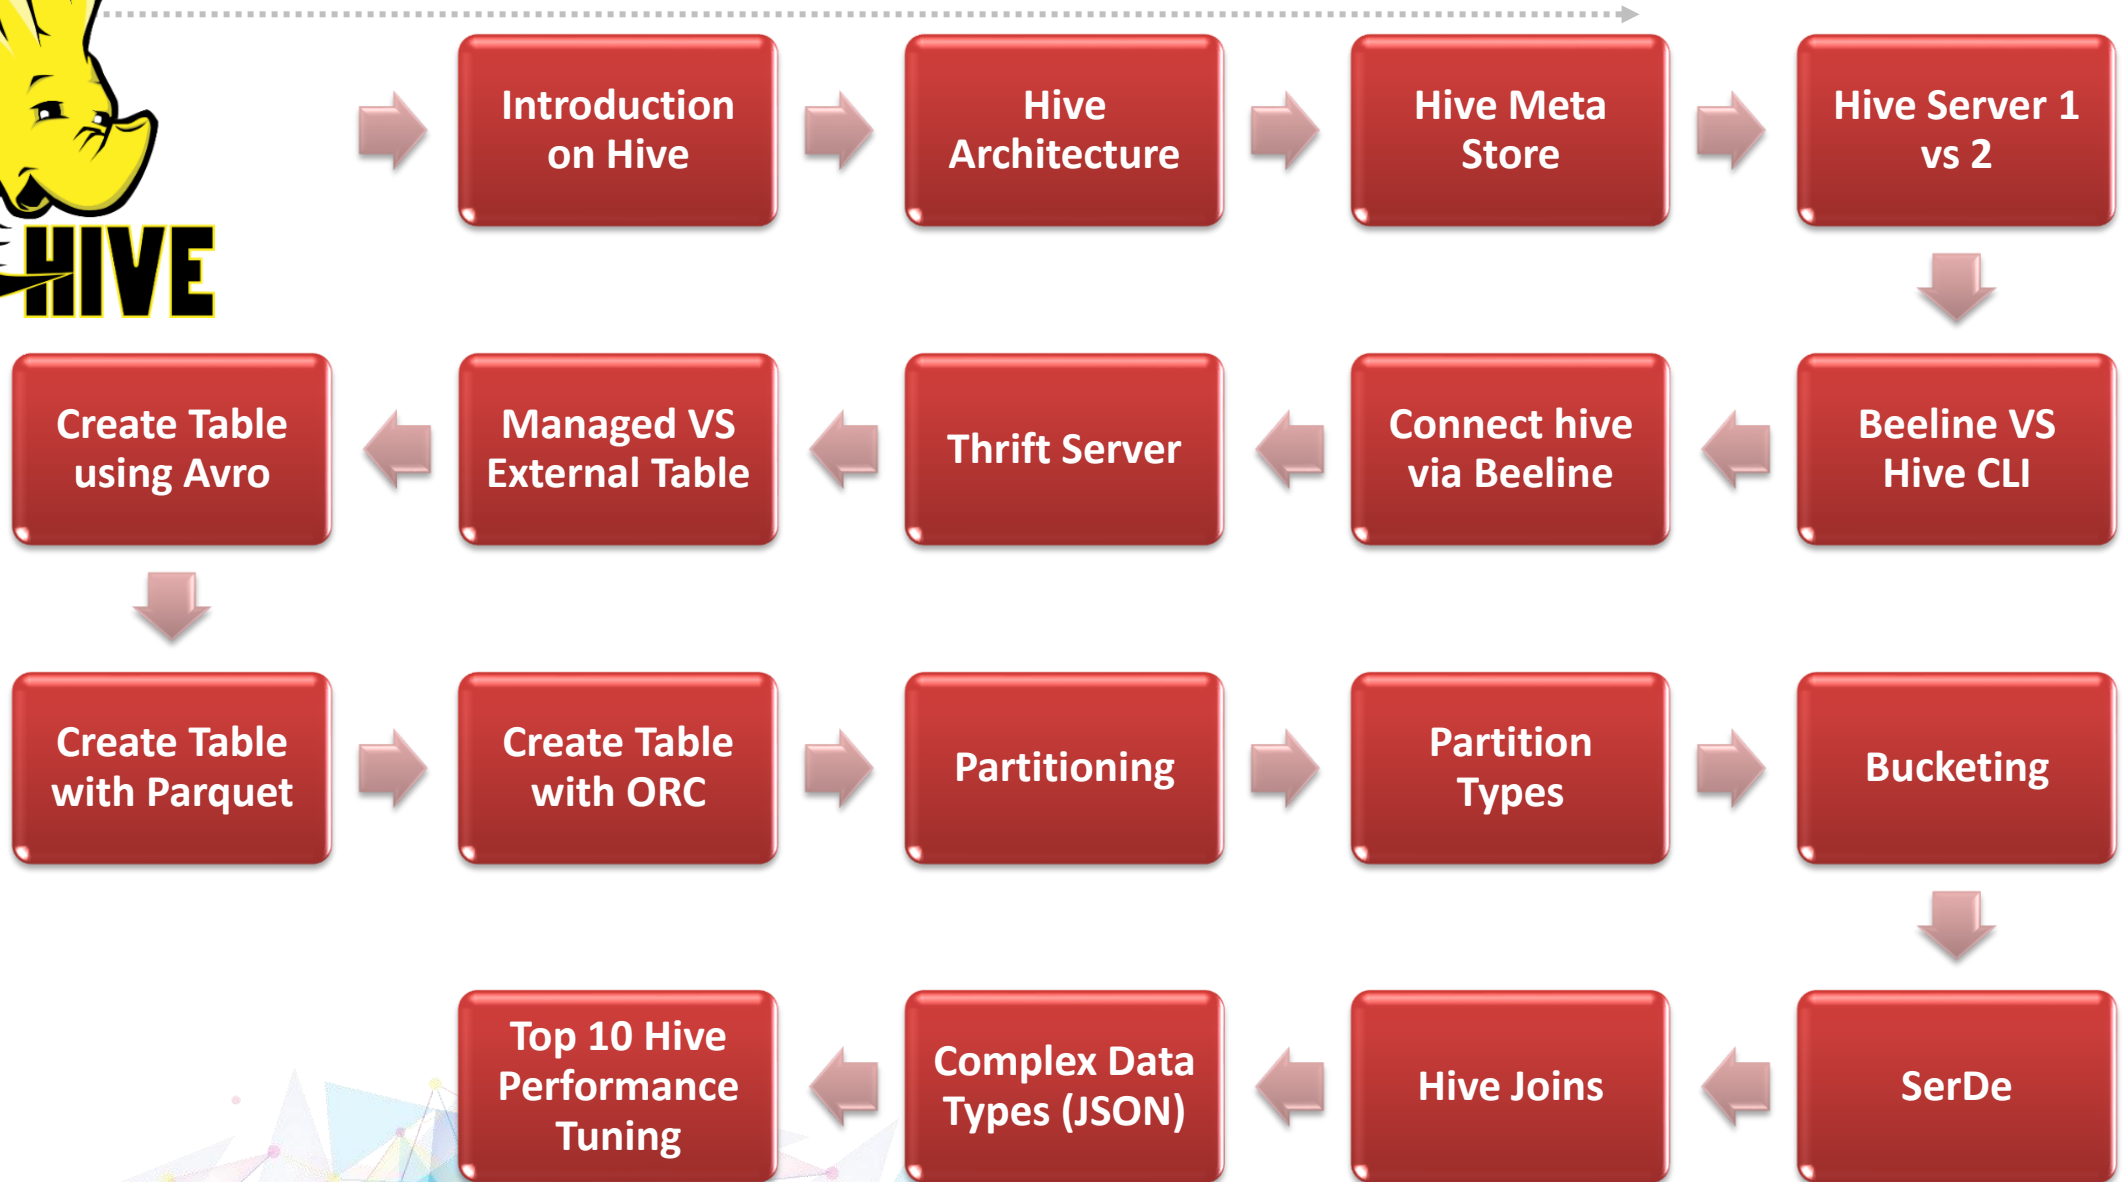 HIVE
Introduction
on Hive
Hive
Architecture
Hive Meta
Store
Hive Server 1
vs 2
Beeline VS
Hive CLI
Connect hive
via Beeline
Thrift Server
Managed VS
External Table
Create Table
using Avro
Create Table
with Parquet
Create Table
with ORC
Partitioning
Partition
Types
Bucketing
SerDe
Hive Joins
Complex Data
Types (JSON)
Top 10 Hive
Performance
Tuning